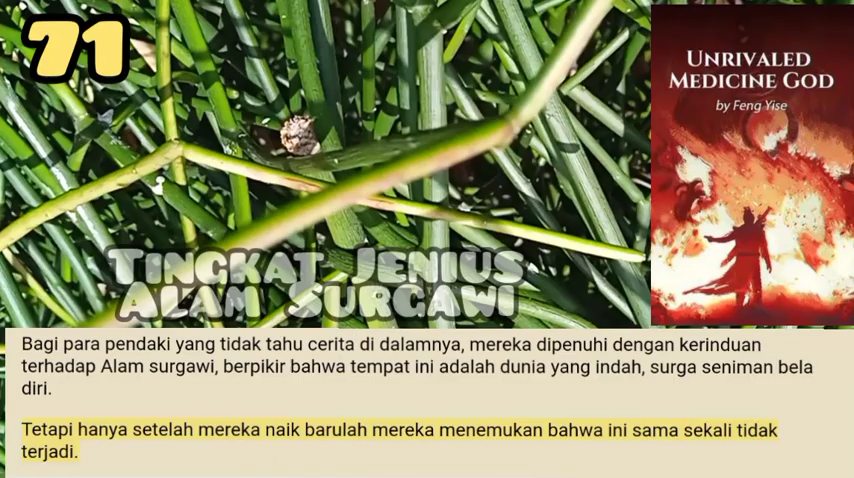 71
UNRIVALED
MEDICINE GOD
by Feng Yise
TINGKAT JENIUS
ALAM SURGAWI
Bagi para pendaki yang tidak tahu cerita di dalamnya, mereka dipenuhi dengan kerinduan
terhadap Alam surgawi, berpikir bahwa tempat ini adalah dunia yang indah, surga seniman bela
diri.
Tetapi hanya setelah mereka naik barulah mereka menemukan bahwa ini sama sekali tidak
terjadi.